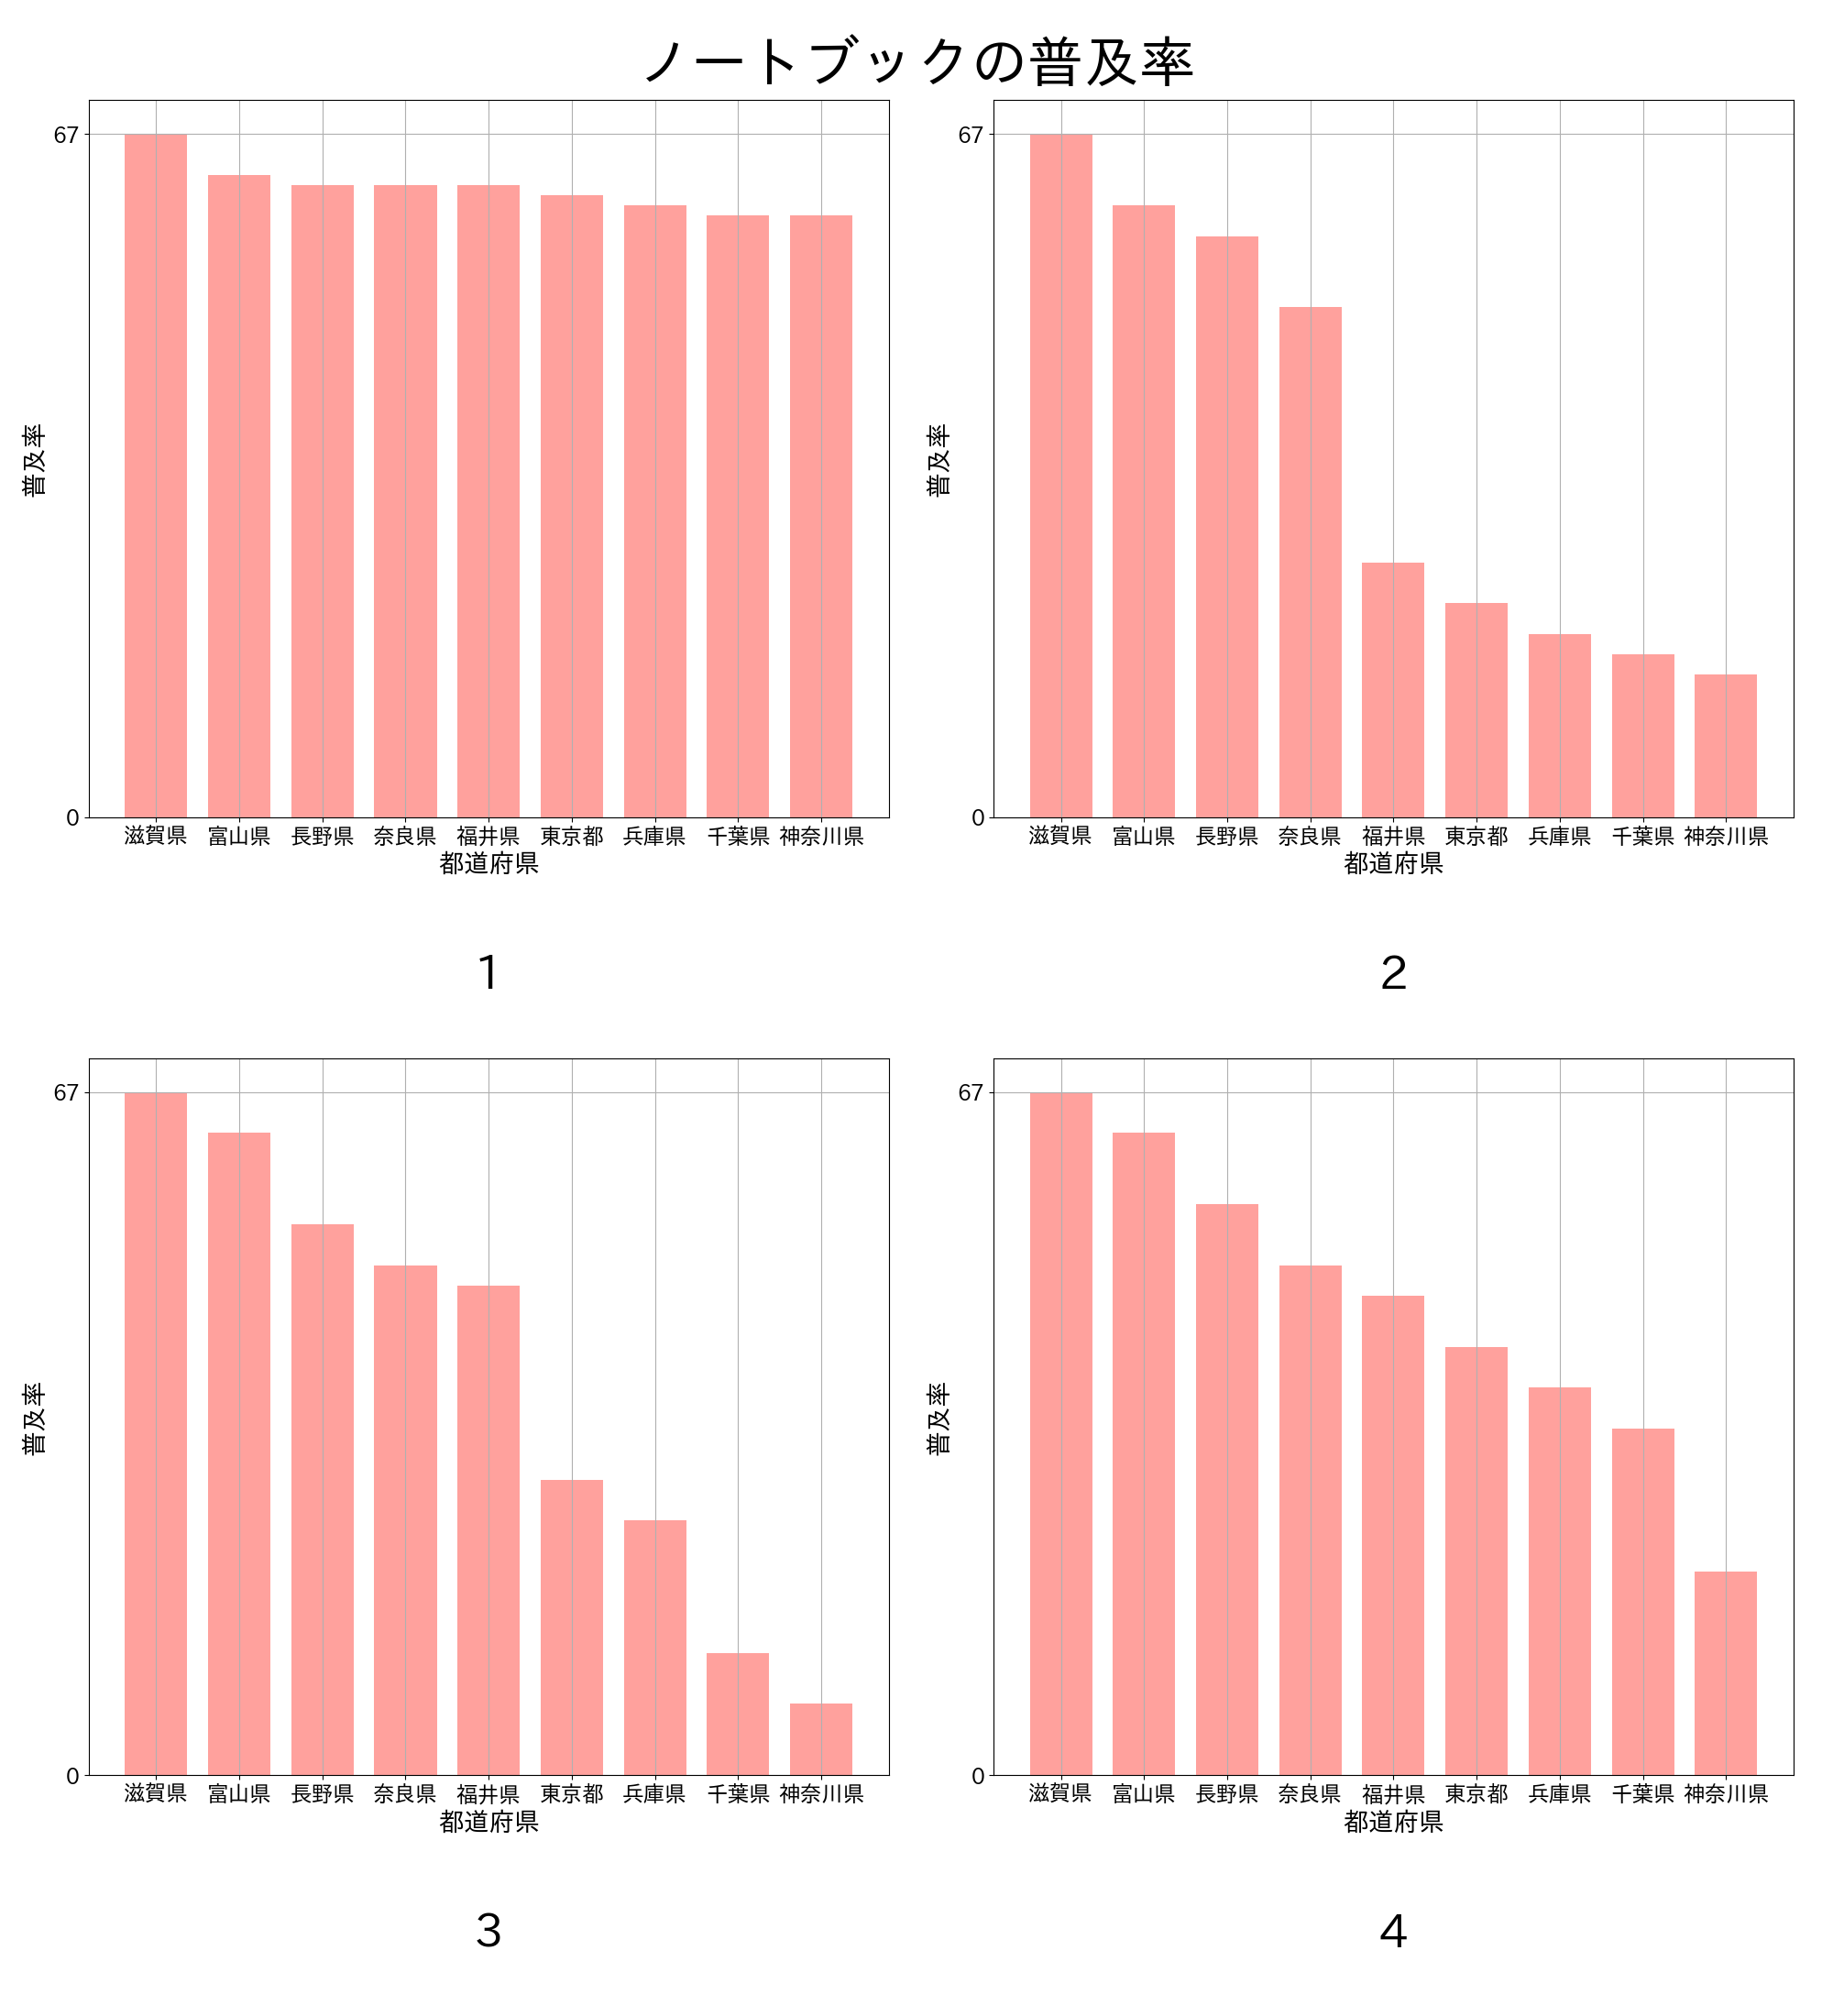 ノートブックの普及率
67
0
普及率
滋賀県 富山県 長野県 奈良県 福井県 東京都 兵庫県 千葉県 神奈川県
都道府県
1
67
0
普及率
滋賀県 富山県 長野県 奈良県 福井県 東京都 兵庫県 千葉県 神奈川県
都道府県
2
67
0
普及率
滋賀県 富山県 長野県 奈良県 福井県 東京都 兵庫県 千葉県 神奈川県
都道府県
3
67
0
普及率
滋賀県 富山県 長野県 奈良県 福井県 東京都 兵庫県 千葉県 神奈川県
都道府県
4